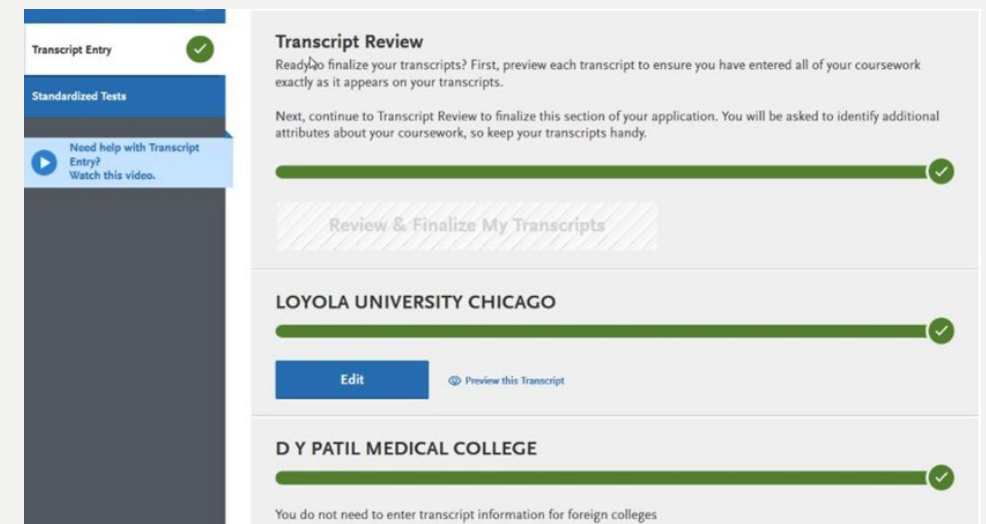 Transcript Entry
Standardized Tests
Need help with Transcript
Entry?
Watch this video.
Transcript Review
Ready to finalize your transcripts? First, preview each transcript to ensure you have entered all of your coursework
exactly as it appears on your transcripts.
Next, continue to Transcript Review to finalize this section of your application. You will be asked to identify additional
attributes about your coursework, so keep your transcripts handy.
Review & Finalize My Transcripts
LOYOLA UNIVERSITY CHICAGO
Edit
Preview this Transcript
D Y PATIL MEDICAL COLLEGE
You do not need to enter transcript information for foreign colleges